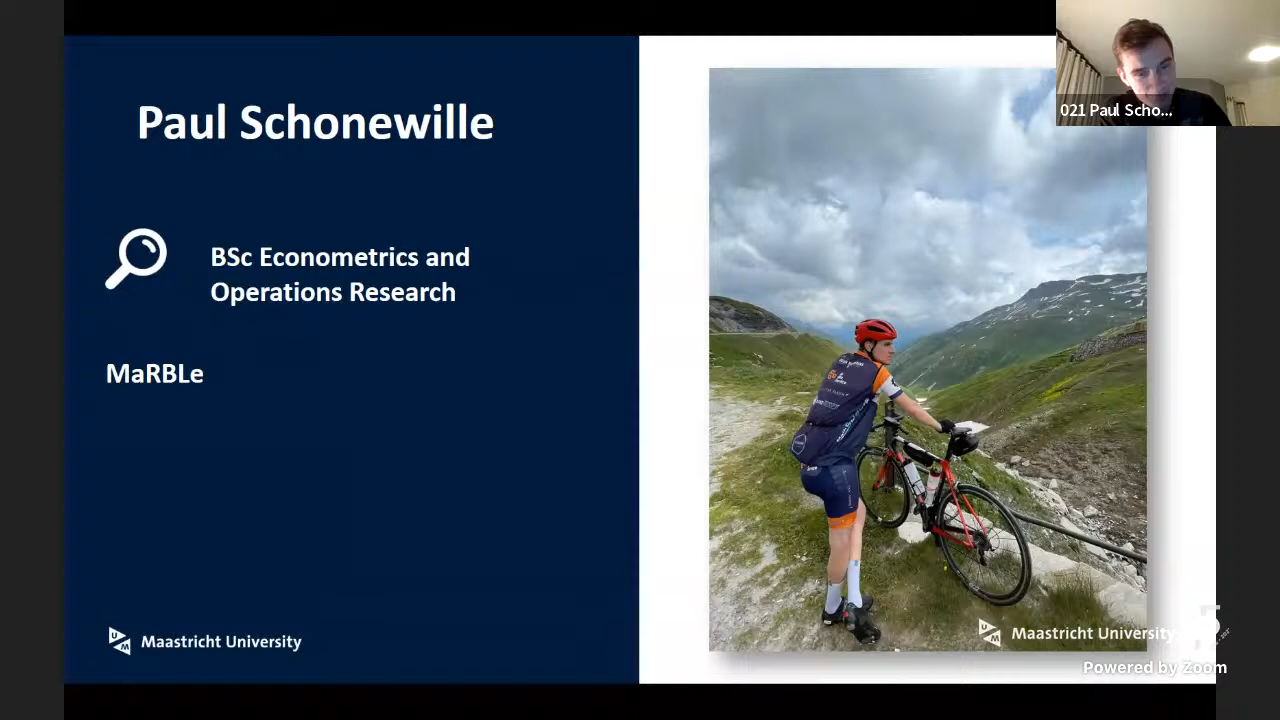 Paul Schonewille
BSc Econometrics and
Operations Research
MaRBLe
Maastricht University
021 Paul Scho...
Maastricht University
Powered by Zoom